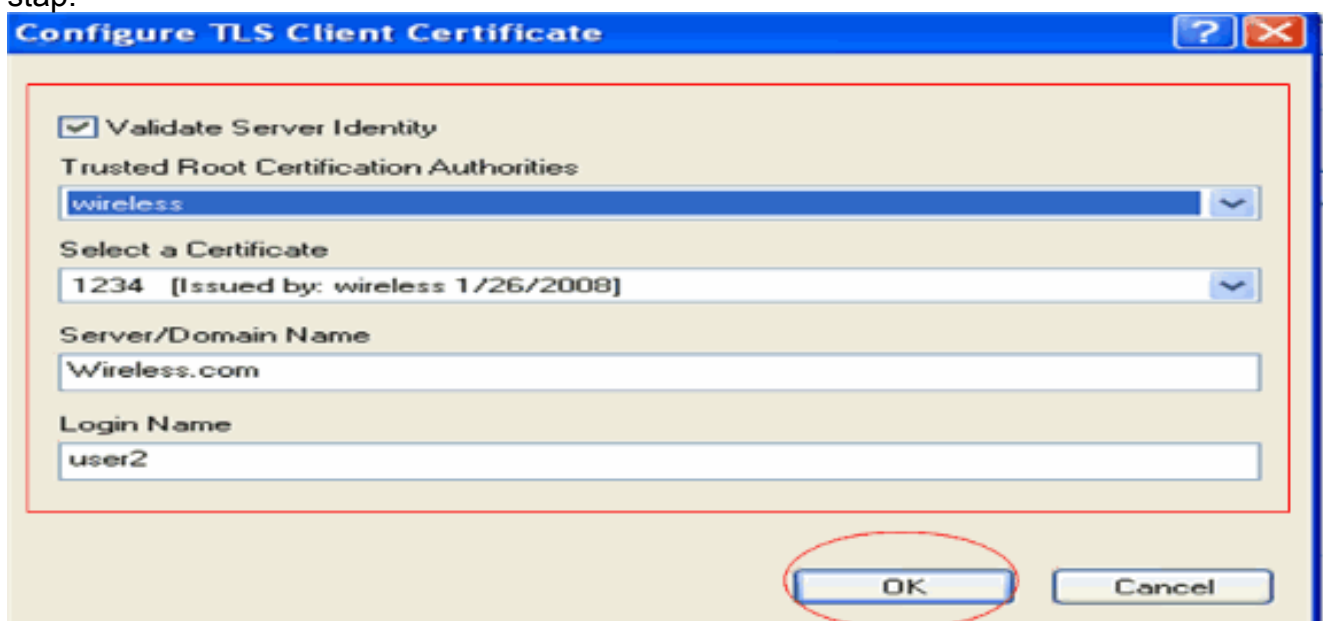 stap.
Configure TLS Client Certificate
Validate Server Identity
Trusted Root Certification Authorities
wireless
Select a Certificate
1234 [Issued by: wireless 1/26/2008]
Server/Domain Name
Wireless.com
Login Name
user2
OK Cancel